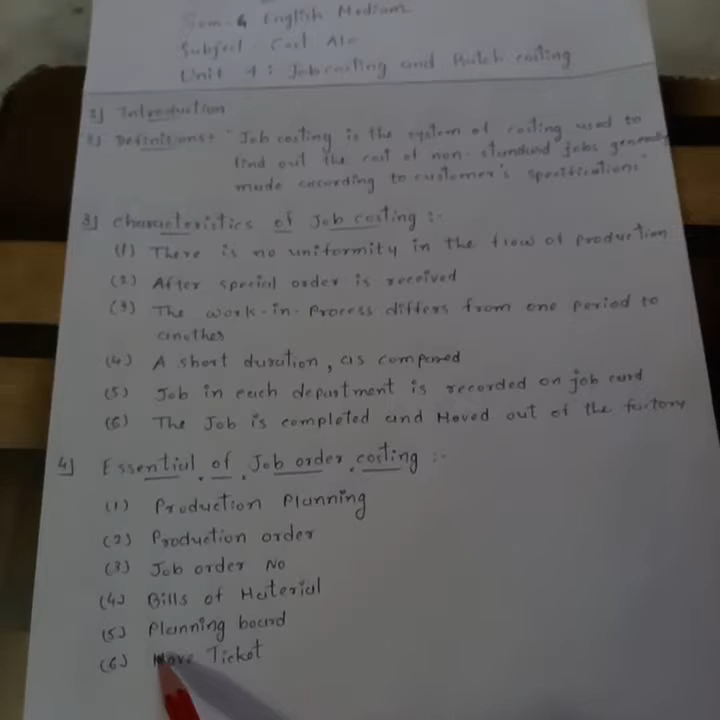 Sem - 6 English Medium
Subject - Cost A/c
Unit 4 : Job costing and Batch costing
1] Introduction
2] Definitions :- "Job costing is the system of costing used to
find out the cost of non-standard jobs generally
made according to customer's specifications"
3] Characteristics of Job costing :-
(1) There is no uniformity in the flow of production
(2) After special order is received
(3) The work-in-Process differs from one period to
another
(4) A short duration, as compared
(5) Job in each department is recorded on job card
(6) The Job is completed and Moved out of the factory
4] Essential of Job order costing :-
(1) Production Planning
(2) Production order
(3) Job order No
(4) Bills of Material
(5) Planning board
(6) Move Ticket